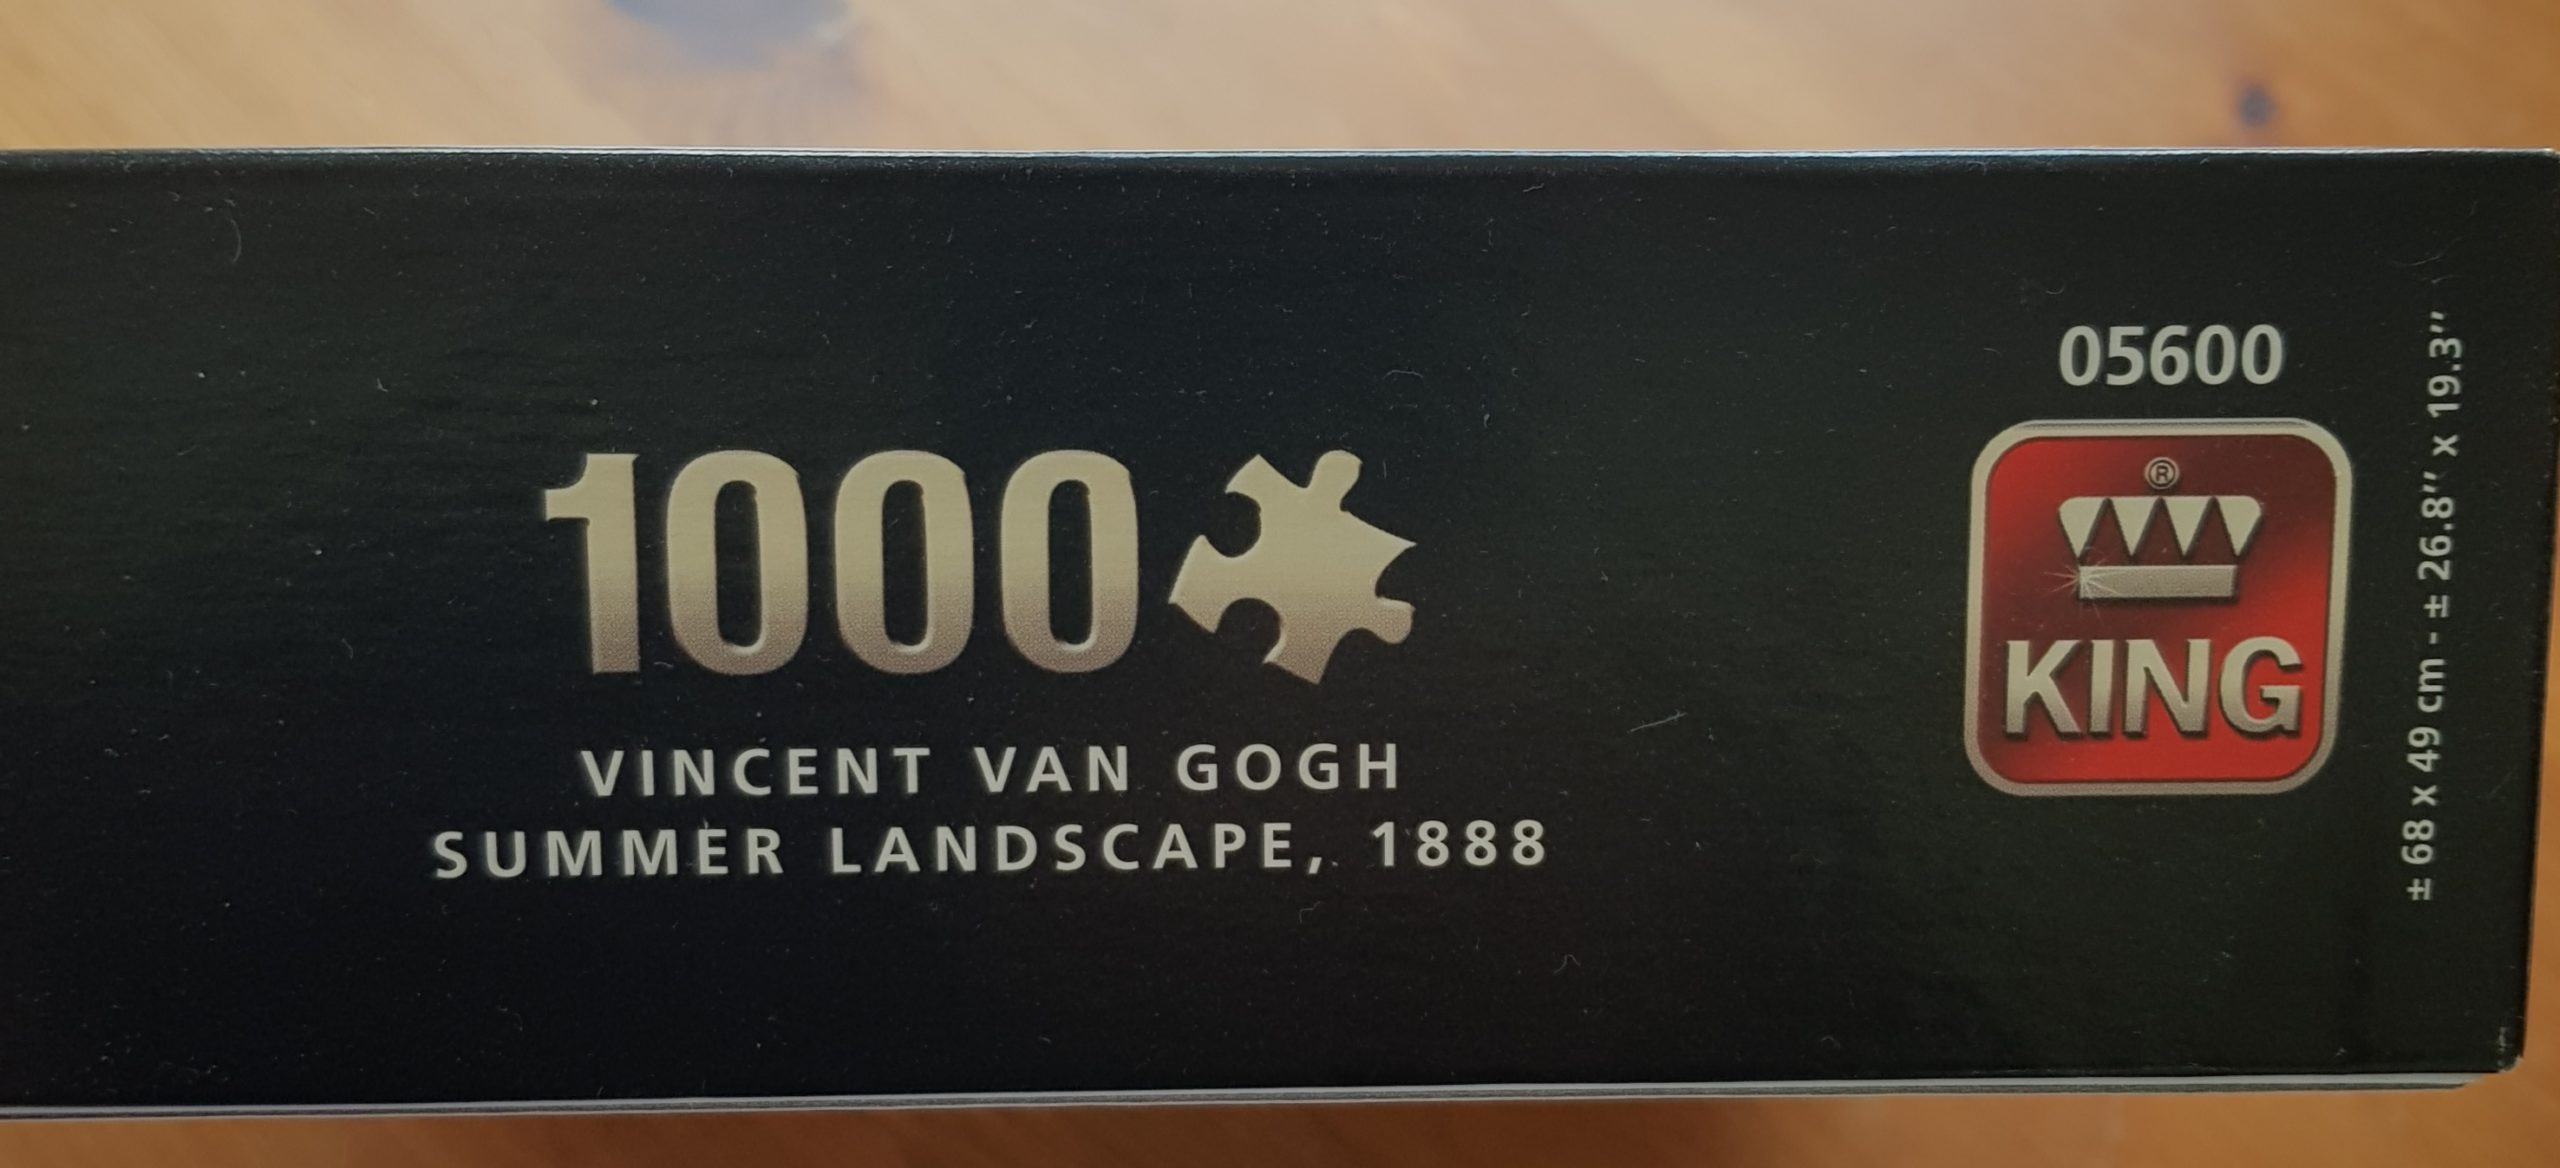 1000
VINCENT VAN GOGH
SUMMER LANDSCAPE, 1888
05600
®
KING
± 68 x 49 cm - ± 26.8’’ x 19.3’’